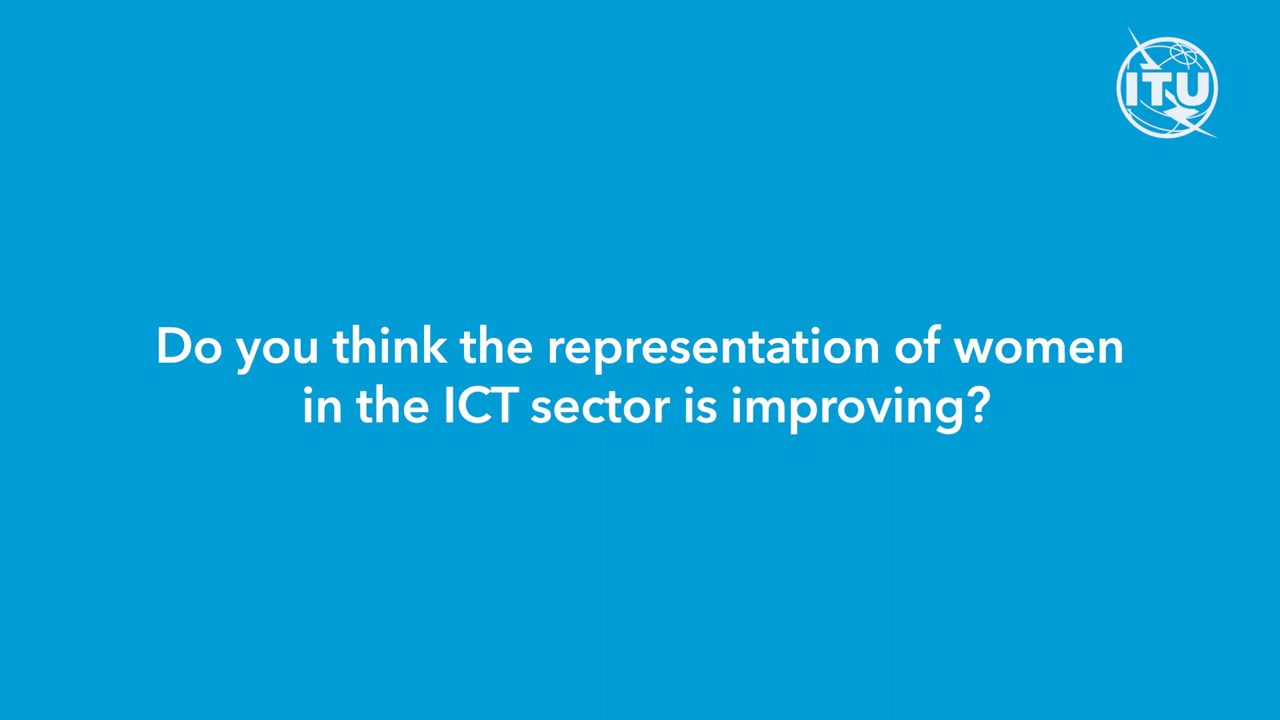 ITU
Do you think the representation of women
in the ICT sector is improving?